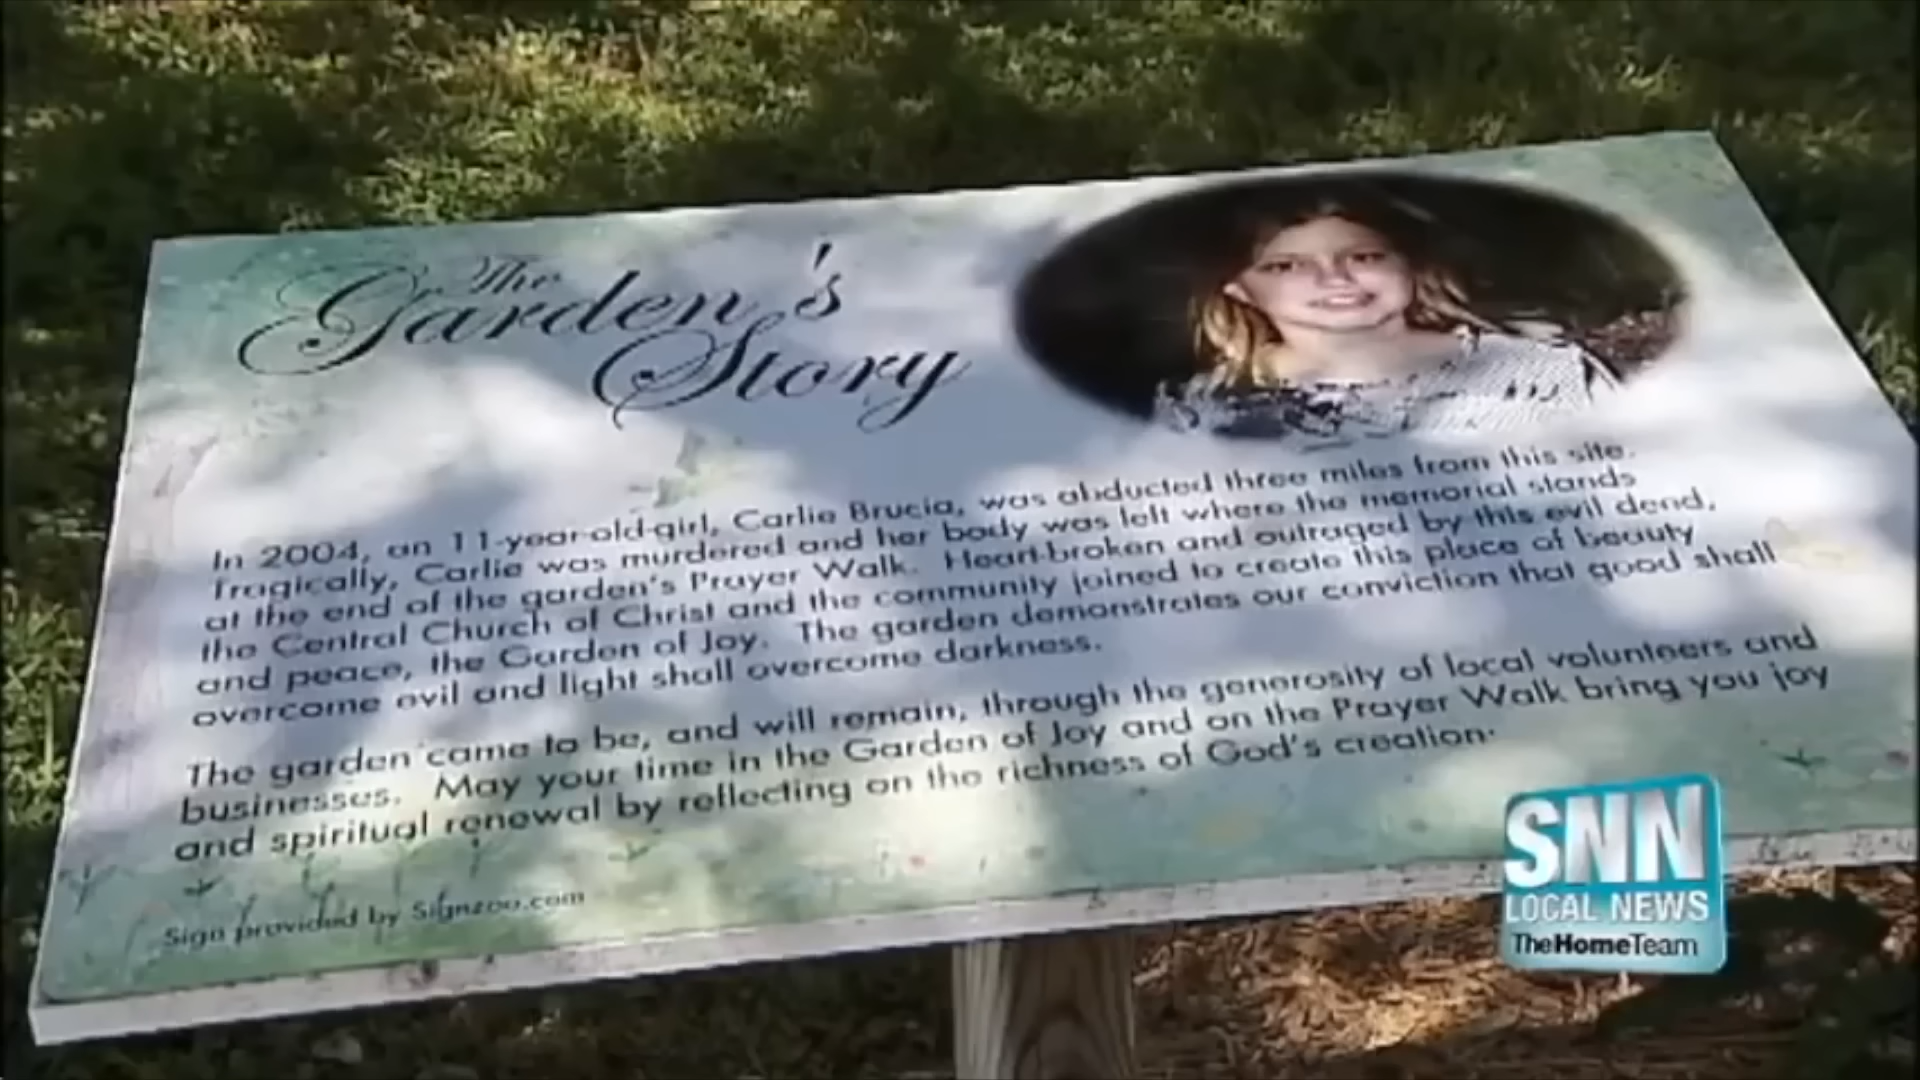 The
Garden's
Story
In 2004, an 11-year-old-girl, Carlie Brucia, was abducted three miles from this site.
Tragically, Carlie was murdered and her body was left where the memorial stands
at the end of the garden's Prayer Walk. Heart-broken and outraged by this evil deed,
the Central Church of Christ and the community joined to create this place of beauty
and peace, the Garden of Joy. The garden demonstrates our conviction that good shall
overcome evil and light shall overcome darkness.
The garden came to be, and will remain, through the generosity of local volunteers and
businesses. May your time in the Garden of Joy and on the Prayer Walk bring you joy
and spiritual renewal by reflecting on the richness of God's creation.
Sign provided by Signzoo.com
SNN
LOCAL NEWS
TheHomeTeam